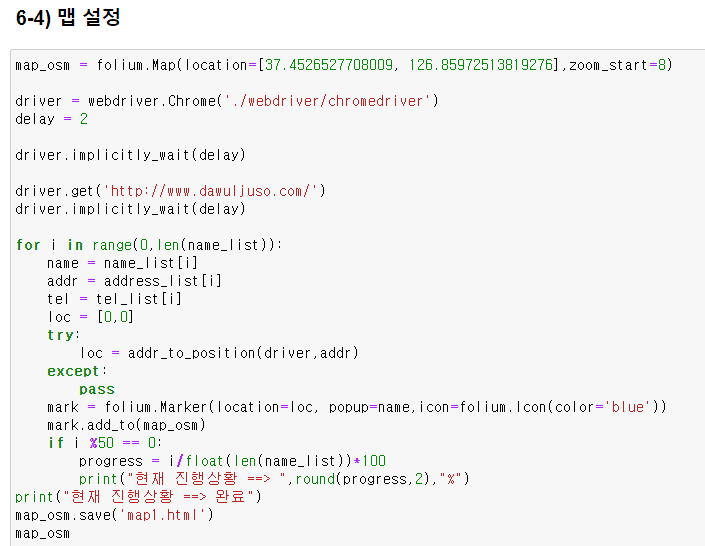 6-4) 맵 설정
map_osm = folium.Map(location=[37.4526527708009, 126.85972513819276],zoom_start=8)
driver = webdriver.Chrome('./webdriver/chromedriver')
delay = 2
driver.implicitly_wait(delay)
driver.get('http://www.dawuljuso.com/')
driver.implicitly_wait(delay)
for i in range(0,len(name_list)):
    name = name_list[i]
    addr = address_list[i]
    tel = tel_list[i]
    loc = [0,0]
    try:
        loc = addr_to_position(driver,addr)
    except:
        pass
    mark = folium.Marker(location=loc, popup=name,icon=folium.Icon(color='blue'))
    mark.add_to(map_osm)
    if i %50 == 0:
        progress = i/float(len(name_list))*100
        print("현재 진행상황 ==> ",round(progress,2),"%")
print("현재 진행상황 ==> 완료")
map_osm.save('map1.html')
map_osm